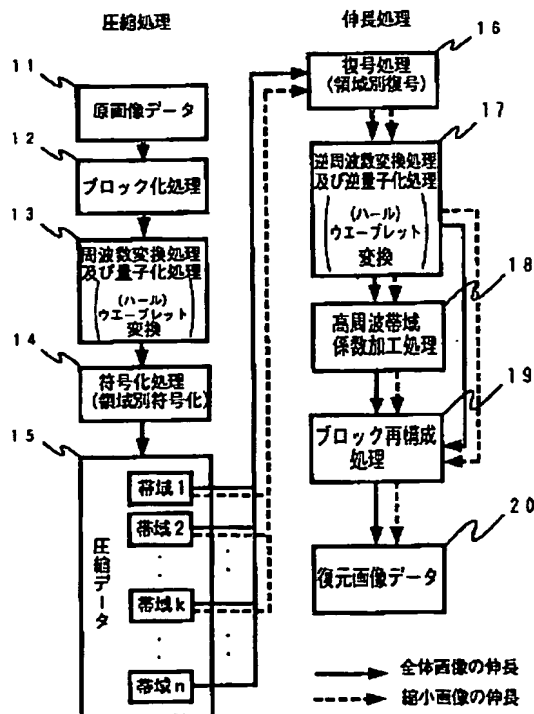 圧縮処理
11
原画像データ
12
ブロック化処理
13
周波数変換処理
及び量子化処理
(ハール)
ウエーブレット
変換
14
符号化処理
(領域別符号化)
15
圧縮データ
帯域1
帯域2
帯域k
帯域n
伸長処理
16
復号処理
(領域別復号)
17
逆周波数変換処理
及び逆量子化処理
(ハール)
ウエーブレット
変換
18
高周波帯域
係数加工処理
19
ブロック再構成
処理
20
復元画像データ
全体画像の伸長
縮小画像の伸長